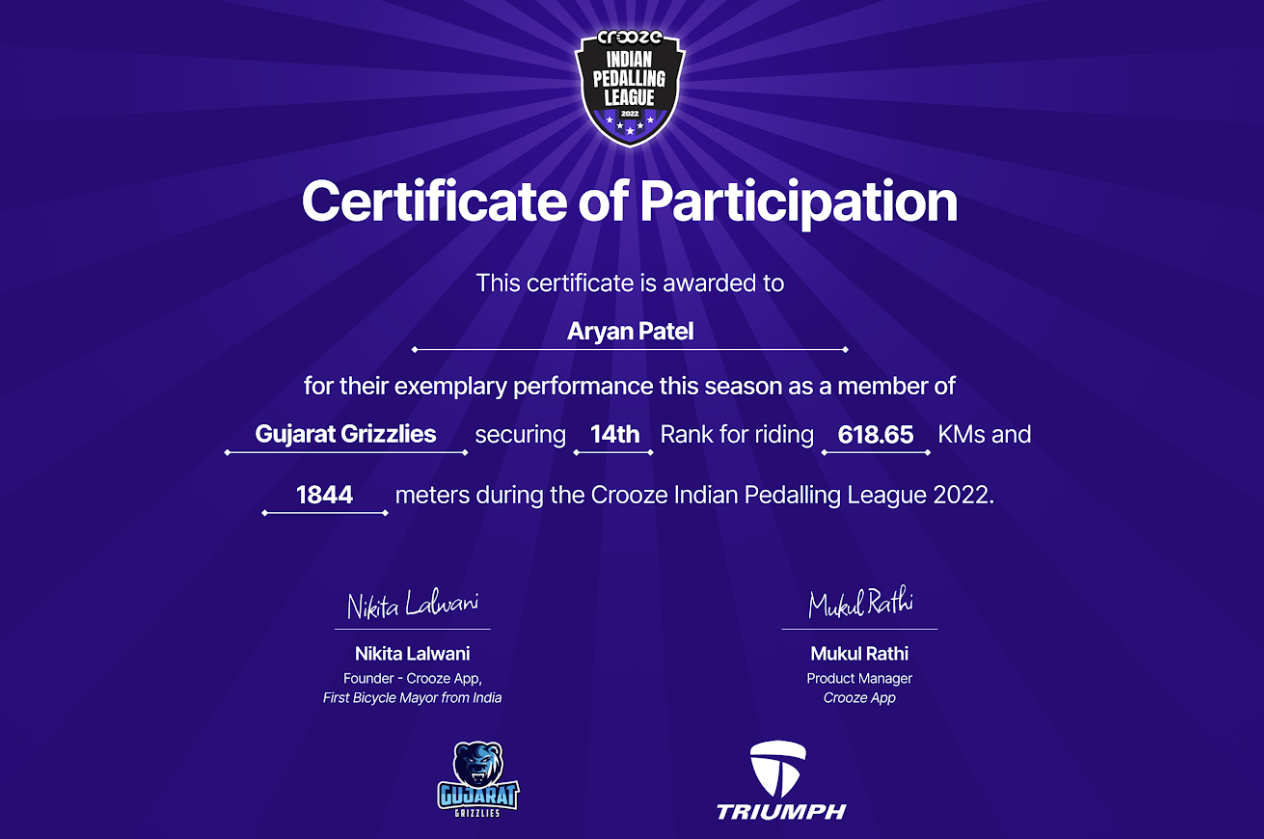 crooze
INDIAN
PEDALLING
LEAGUE
2022
Certificate of Participation
This certificate is awarded to
Aryan Patel
for their exemplary performance this season as a member of
Gujarat Grizzlies securing 14th Rank for riding 618.65 KMs and
1844 meters during the Crooze Indian Pedalling League 2022.
Nikita Lalwani Mukul Rathi
Nikita Lalwani Mukul Rathi
Founder - Crooze App, Product Manager
First Bicycle Mayor from India Crooze App
GUJARAT
GRIZZLIES
TRIUMPH